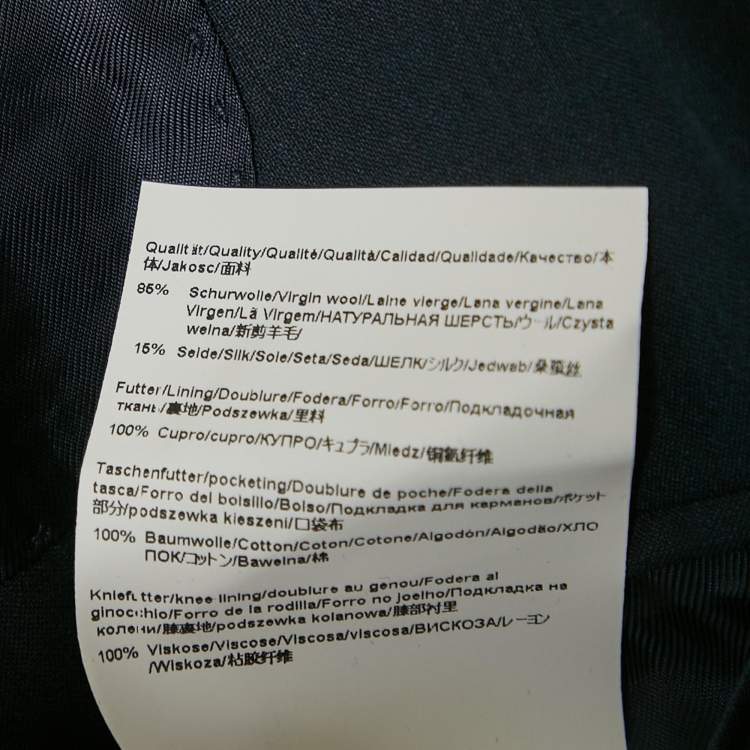 Qualität/Quality/Qualité/Qualità/Calidad/Qualidade/Качество/本
体/Jakosc/面料
85% Schurwolle/Virgin wool/Laine vierge/Lana vergine/Lana
Virgen/Lã Virgem/НАТУРАЛЬНАЯ ШЕРСТЬ/ウール/Czysta
welna/新剪羊毛/
15% Seide/Silk/Soie/Seta/Seda/ШЕЛК/シルク/Jedwab/桑蚕丝
Futter/Lining/Doublure/Fodera/Forro/Forro/Подкладочная
ткань/裏地/Podszewka/里料
100% Cupro/cupro/КУПРО/キュプラ/Miedz/铜氨纤维
Taschenfutter/pocketing/Doublure de poche/Fodera della
tasca/Forro del bolsillo/Bolso/Подкладка для карманов/ポケット
部分/podszewka kieszeni/口袋布
100% Baumwolle/Cotton/Coton/Cotone/Algodón/Algodão/ХЛО
ПОК/コットン/Bawelna/棉
Kniefutter/knee lining/doublure au genou/Fodera al
ginocchio/Forro de la rodilla/Forro no joelho/Подкладка на
колени/膝裏地/podszewka kolanowa/膝部衬里
100% Viskose/Viscose/Viscosa/viscosa/ВИСКОЗА/レーヨン
/Wiskoza/粘胶纤维